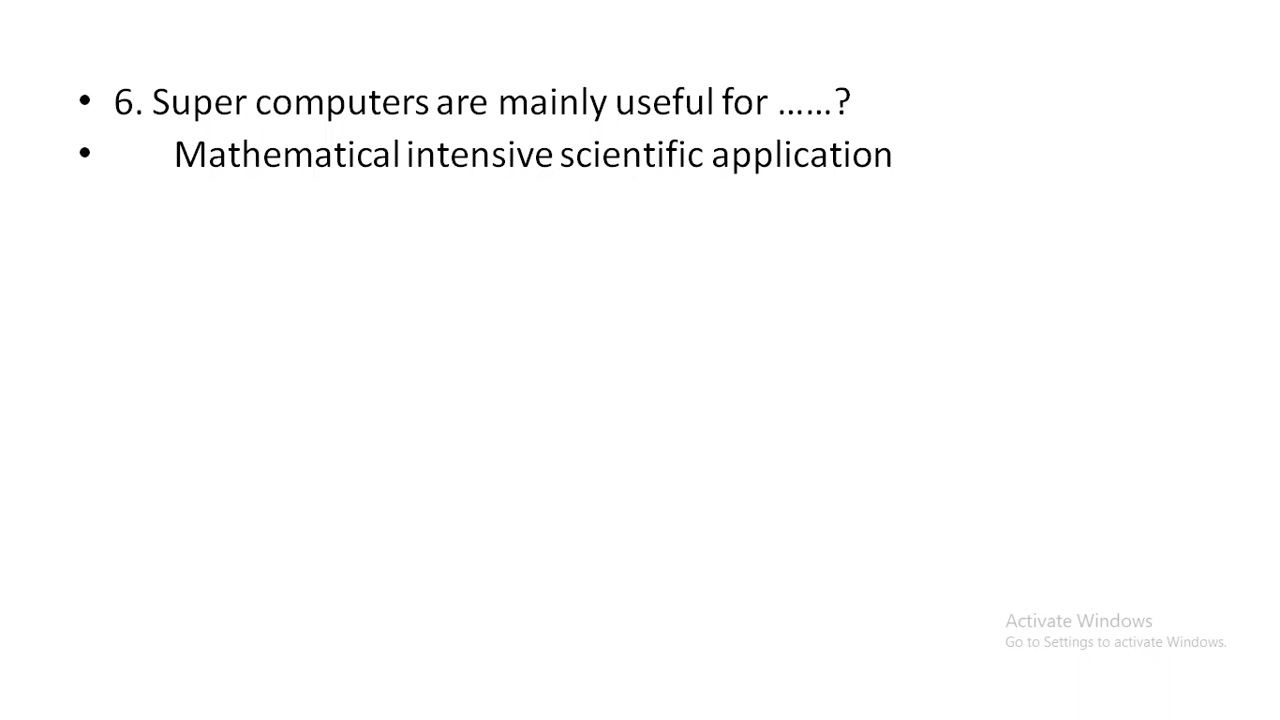 • 6. Super computers are mainly useful for ......?
• Mathematical intensive scientific application
Activate Windows
Go to Settings to activate Windows.